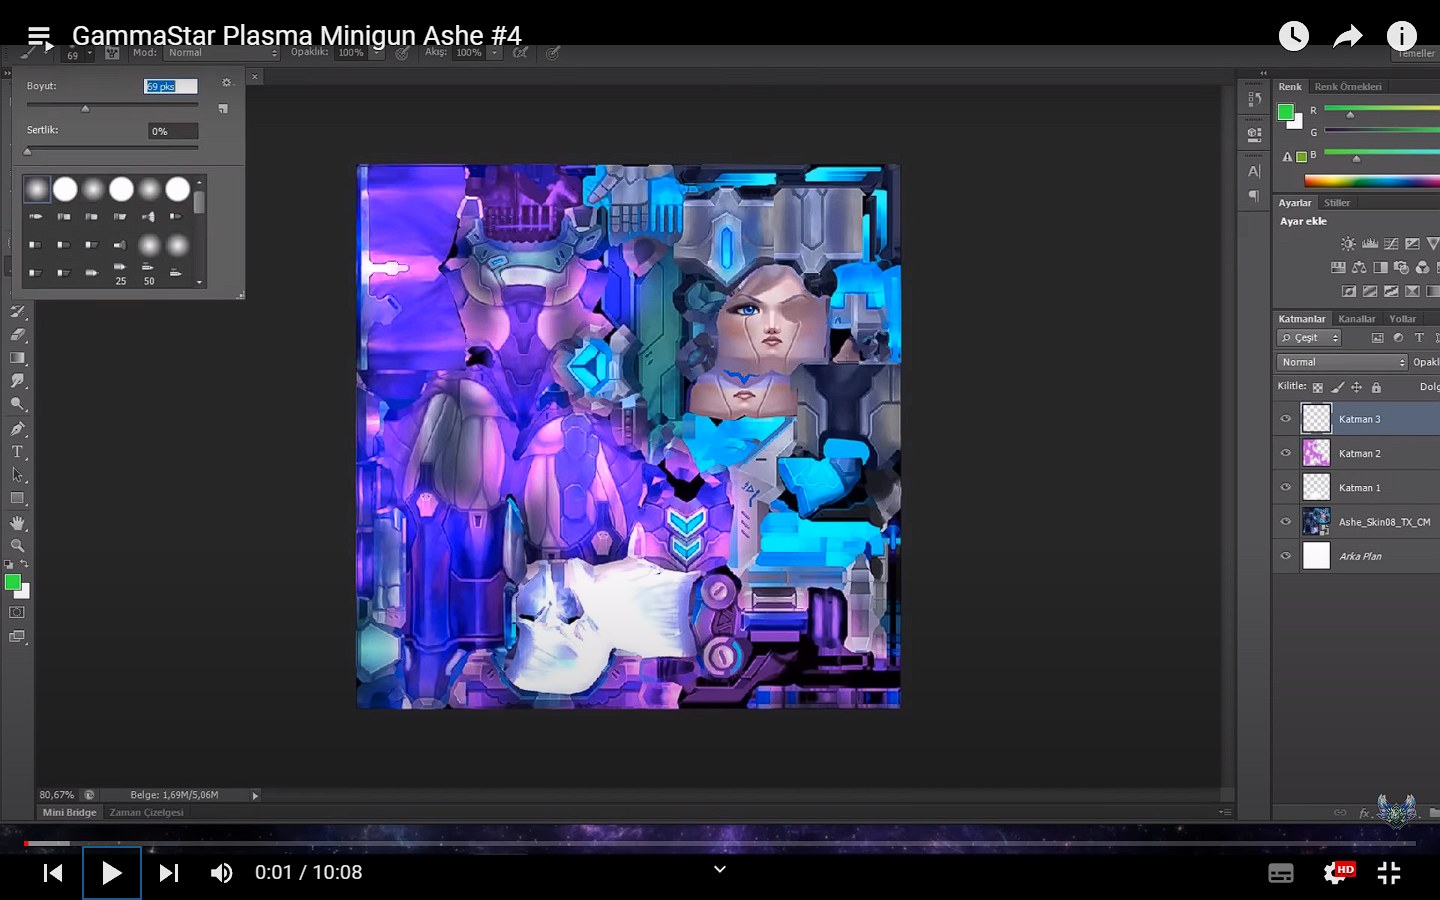 GammaStar Plasma Minigun Ashe #4
69 Mod: Normal Opaklık: 100% Akış: 100% Temeller
Boyut: 69 pks
Sertlik: 0%
25 50
Renk Renk Örnekleri
R
G
B
Ayarlar Stiller
Ayar ekle
Katmanlar Kanallar Yollar
Çeşit
Normal Opakl
Kilitle: Dolg
Katman 3
Katman 2
Katman 1
Ashe_Skin08_TX_CM
Arka Plan
80,67% Belge: 1,69M/5,06M
Mini Bridge Zaman Çizelgesi
fx
0:01 / 10:08 HD